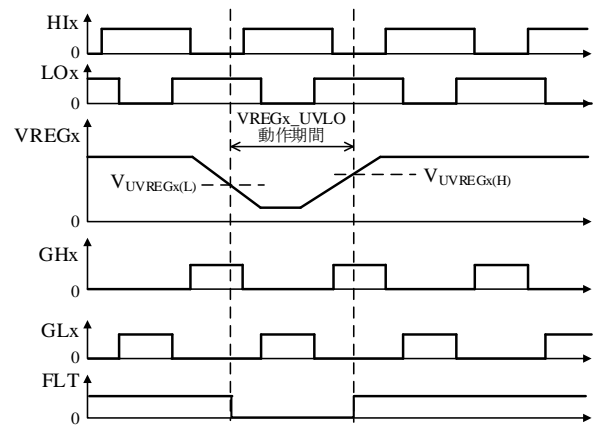 HIx
0
LOx
0
VREGx_UVLO
動作期間
VREGx
VUVREGx(L)
VUVREGx(H)
0
GHx
0
GLx
0
FLT
0